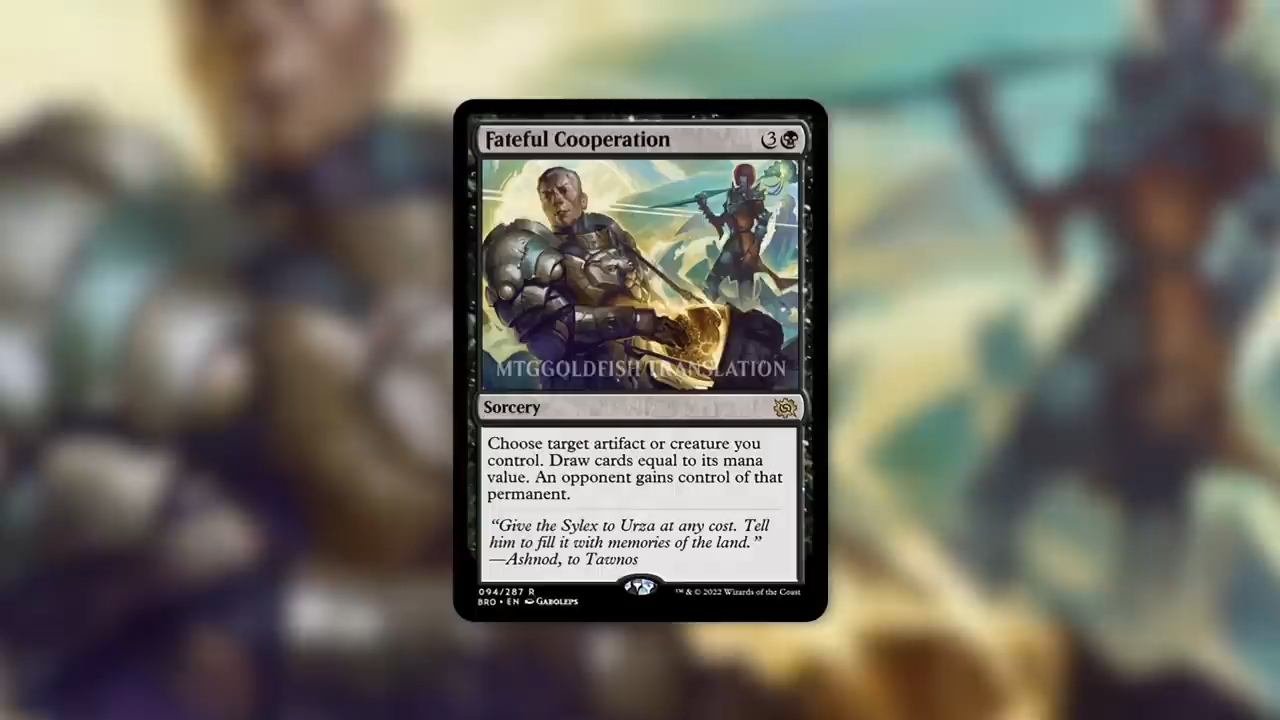 Fateful Cooperation 3
MTGGOLDFISH TRANSLATION
Sorcery
Choose target artifact or creature you
control. Draw cards equal to its mana
value. An opponent gains control of that
permanent.
“Give the Sylex to Urza at any cost. Tell
him to fill it with memories of the land.”
—Ashnod, to Tawnos
094/287 R
BRO • EN Gaboleps
™ & © 2022 Wizards of the Coast